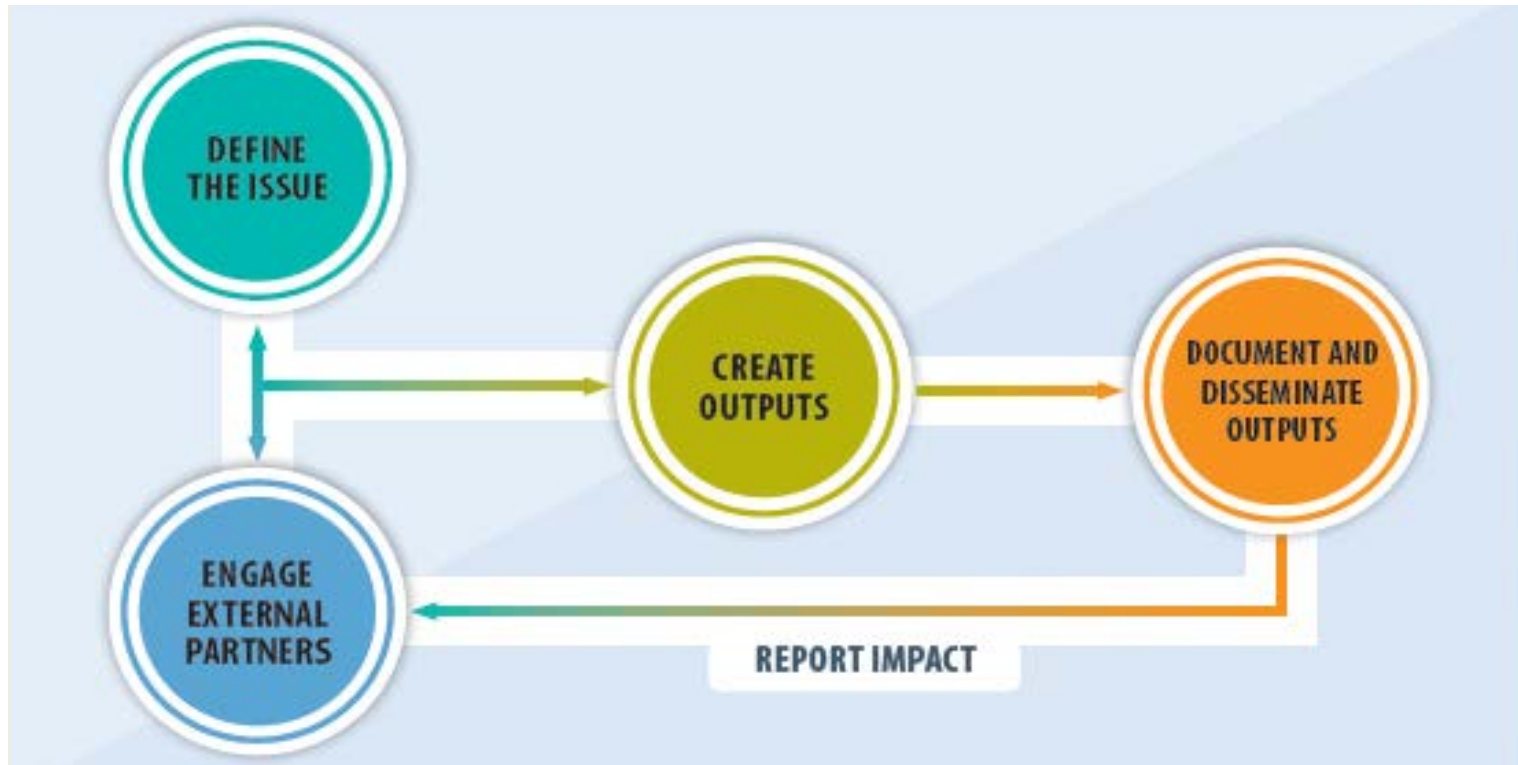 DEFINE
THE ISSUE
CREATE
OUTPUTS
DOCUMENT AND
DISSEMINATE
OUTPUTS
ENGAGE
EXTERNAL
PARTNERS
REPORT IMPACT